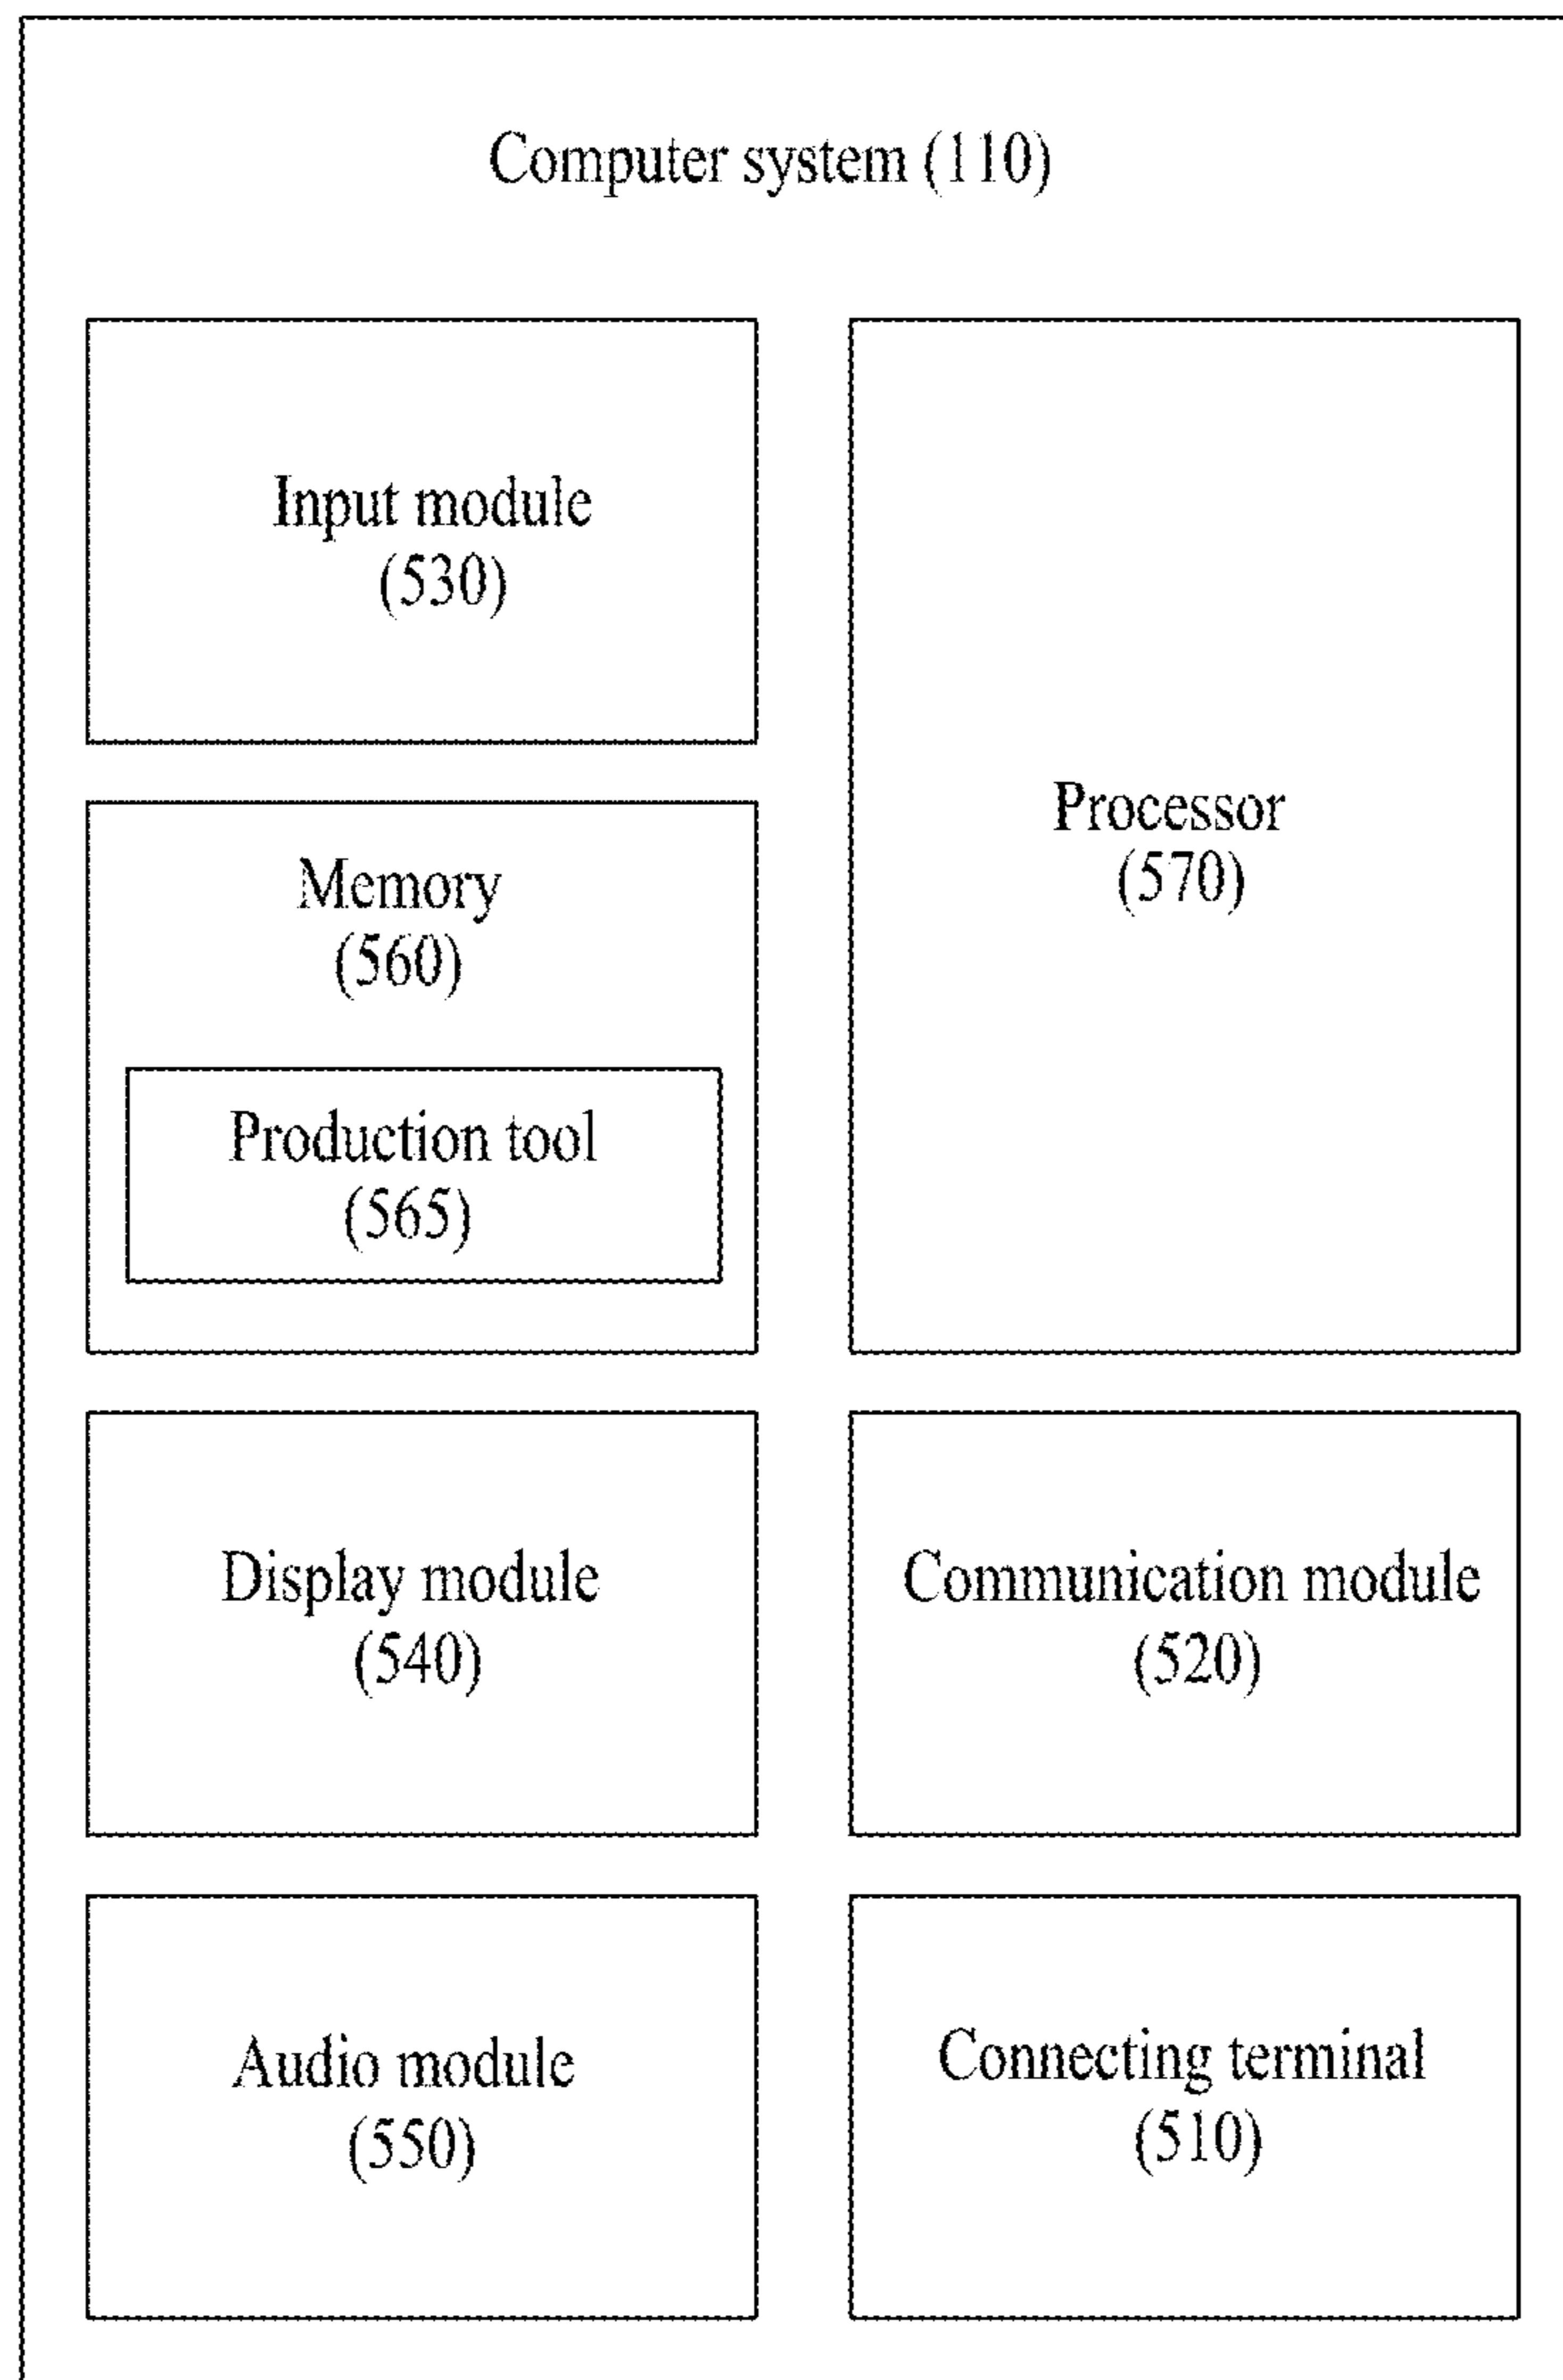 Computer system (110)
Input module
(530)
Processor
(570)
Memory
(560)
Production tool
(565)
Display module
(540)
Communication module
(520)
Audio module
(550)
Connecting terminal
(510)